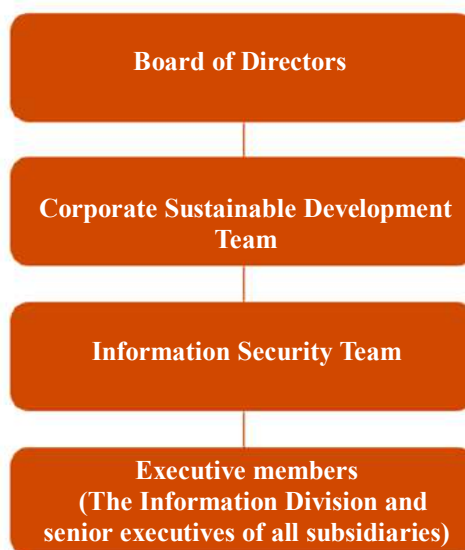 Board of Directors
Corporate Sustainable Development
Team
Information Security Team
Executive members
(The Information Division and
senior executives of all subsidiaries)